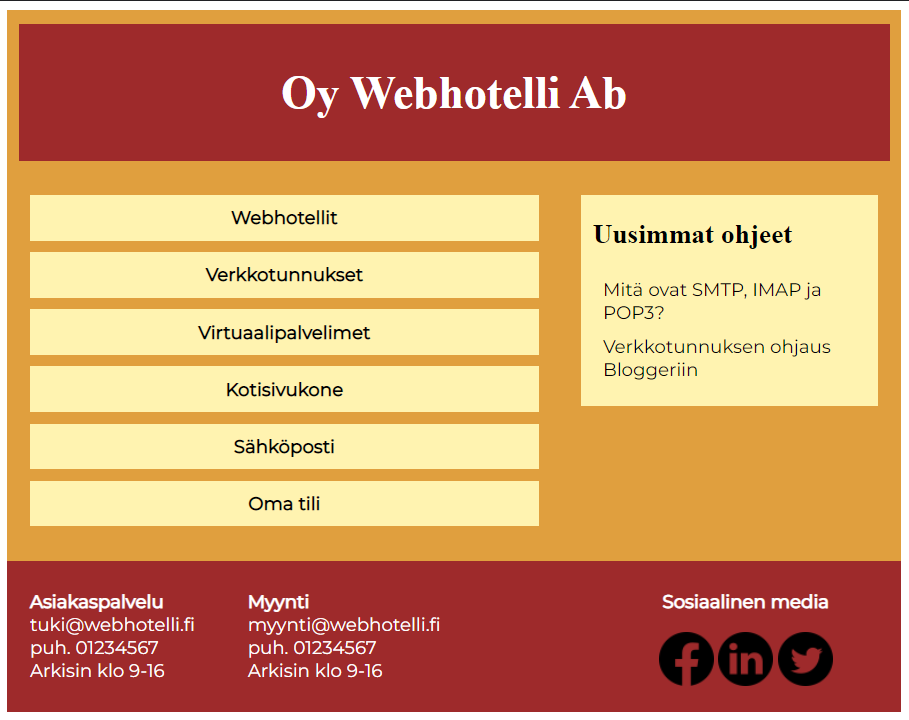 Oy Webhotelli Ab
Webhotellit
Verkkotunnukset
Virtuaalipalvelimet
Kotisivukone
Sähköposti
Oma tili
Uusimmat ohjeet
Mitä ovat SMTP, IMAP ja
POP3?
Verkkotunnuksen ohjaus
Bloggeriin
Asiakaspalvelu
tuki@webhotelli.fi
puh. 01234567
Arkisin klo 9-16
Myynti
myynti@webhotelli.fi
puh. 01234567
Arkisin klo 9-16
Sosiaalinen media